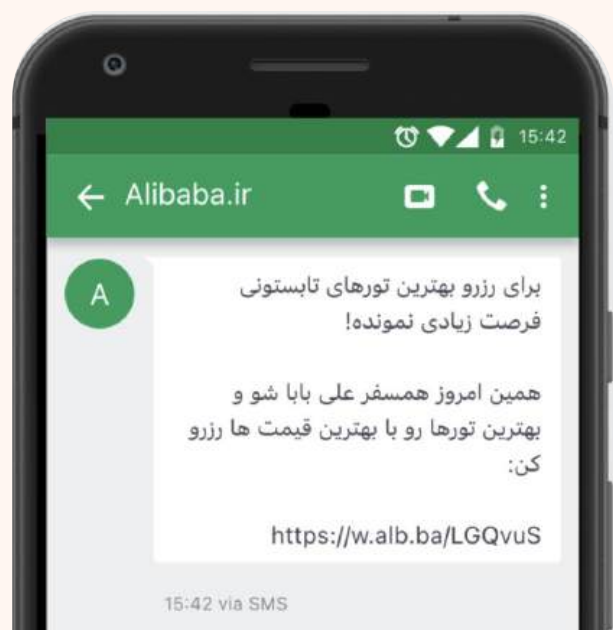 15:42
Alibaba.ir
A
برای رزرو بهترین تورهای تابستونی
فرصت زیادی نمونده!
همین امروز همسفر علی بابا شو و
بهترین تورها رو با بهترین قیمت ها رزرو
کن:
https://w.alb.ba/LGQvuS
15:42 via SMS